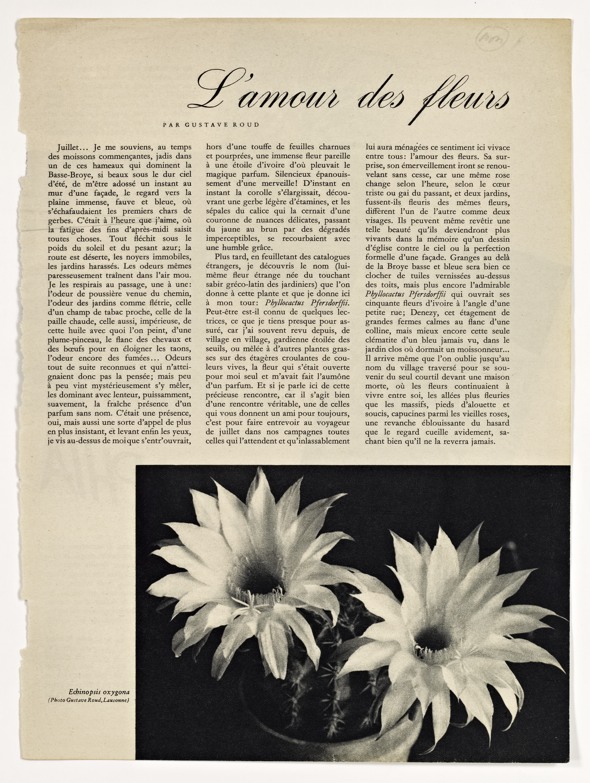 L'amour des fleurs
PAR GUSTAVE ROUD
Juillet... Je me souviens, au temps
des moissons commençantes, jadis dans
un de ces hameaux qui dominent la
Basse-Broye, si beaux sous le dur ciel
d'été, de m'être adossé un instant au
mur d'une façade, le regard vers la
plaine immense, fauve et bleue, où
s'échafaudaient les premiers chars de
gerbes. C'était à l'heure que j'aime, où
la fatigue des fins d'après-midi saisit
toutes choses. Tout fléchit sous le
poids du soleil et du pesant azur; la
route est déserte, les noyers immobiles,
les jardins harassés. Les odeurs mêmes
paresseusement traînent dans l'air mort.
Je les respirais au passage, une à une:
l'odeur de poussière venue du chemin,
l'odeur des jardins comme flétrie, celle
d'un champ de tabac proche, celle de la
paille chaude, celle aussi, impérieuse, de
cette huile avec quoi l'on peint, d'une
plume-pinceau, le flanc des chevaux et
des bœufs pour en éloigner les taons,
l'odeur encore des fumées... Odeurs
tout de suite reconnues et qui n'attei-
gnaient donc pas la pensée; mais peu
à peu vint mystérieusement s'y mêler,
les dominant avec lenteur, puissamment,
suavement, la fraîche présence d'un
parfum sans nom. C'était une présence,
oui, mais aussi une sorte d'appel de plus
en plus insistant, et levant enfin les yeux,
je vis au-dessus de moi que s'entr'ouvrait,
hors d'une touffe de feuilles charnues
et pourprées, une immense fleur pareille
à une étoile d'ivoire d'où pleuvait le
magique parfum. Silencieux épanouis-
sement d'une merveille! D'instant en
instant la corolle s'élargissait, décou-
vrant une gerbe légère d'étamines, et les
sépales du calice qui la cernait d'une
couronne de nuances délicates, passant
du jaune au brun par des dégradés
imperceptibles, se recourbaient avec
une humble grâce.
Plus tard, en feuilletant des catalogues
étrangers, je découvris le nom (lui-
même fleur étrange née du touchant
sabir gréco-latin des jardiniers) que l'on
donne à cette plante et que je donne ici
à mon tour: Phyllocactus Pfersdorffii.
Peut-être est-il connu de quelques lec-
trices, ce que je tiens presque pour as-
suré, car j'ai souvent revu depuis, de
village en village, gardienne étoilée des
seuils, ou mêlée à d'autres plantes gras-
ses sur des étagères croulantes de cou-
leurs vives, la fleur qui s'était ouverte
pour moi seul et m'avait fait l'aumône
d'un parfum. Et si je parle ici de cette
précieuse rencontre, car il s'agit bien
d'une rencontre véritable, une de celles
qui vous donnent un ami pour toujours,
c'est pour faire entrevoir au voyageur
de juillet dans nos campagnes toutes
celles qui l'attendent et qu'inlassablement
lui aura ménagées ce sentiment ici vivace
entre tous: l'amour des fleurs. Sa sur-
prise, son émerveillement iront se renou-
velant sans cesse, car une même rose
change selon l'heure, selon le cœur
triste ou gai du passant, et deux jardins,
fussent-ils fleuris des mêmes fleurs,
diffèrent l'un de l'autre comme deux
visages. Ils peuvent même revêtir une
telle beauté qu'ils deviendront plus
vivants dans la mémoire qu'un dessin
d'église contre le ciel ou la perfection
formelle d'une façade. Granges au delà
de la Broye basse et bleue sera bien ce
clocher de tuiles vernissées au-dessus
des toits, mais plus encore l'admirable
Phyllocactus Pfersdorffii qui ouvrait ses
cinquante fleurs d'ivoire à l'angle d'une
petite rue; Denezy, cet étagement de
grandes fermes calmes au flanc d'une
colline, mais mieux encore cette seule
clématite d'un bleu jamais vu, dans le
jardin clos où dormait un moissonneur...
Il arrive même que l'on oublie jusqu'au
nom du village traversé pour se sou-
venir du seul courtil devant une maison
morte, où les fleurs continuaient à
vivre entre soi, les allées plus fleuries
que les massifs, pieds d'alouette et
soucis, capucines parmi les vieilles roses,
une revanche éblouissante du hasard
que le regard cueille avidement, sa-
chant bien qu'il ne la reverra jamais.
Echinopsis oxygona
(Photo Gustave Roud, Lausanne)